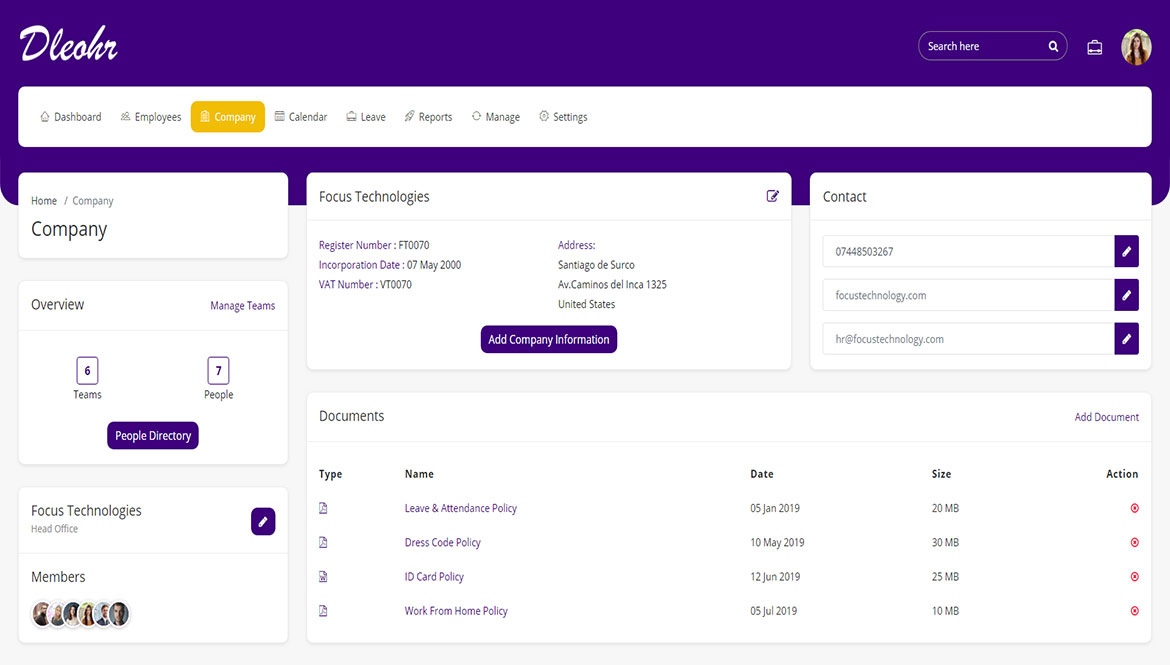 Dleohr
Search here
Dashboard Employees Company Calendar Leave Reports Manage Settings
Home / Company
Company
Overview Manage Teams
6 7
Teams People
People Directory
Focus Technologies
Head Office
Members
Focus Technologies
Register Number : FT0070
Incorporation Date : 07 May 2000
VAT Number : VT0070
Address:
Santiago de Surco
Av.Caminos del Inca 1325
United States
Add Company Information
Contact
07448503267
focustechnology.com
hr@focustechnology.com
Documents Add Document
Type Name Date Size Action
Leave & Attendance Policy 05 Jan 2019 20 MB
Dress Code Policy 10 May 2019 30 MB
ID Card Policy 12 Jun 2019 25 MB
Work From Home Policy 05 Jul 2019 10 MB